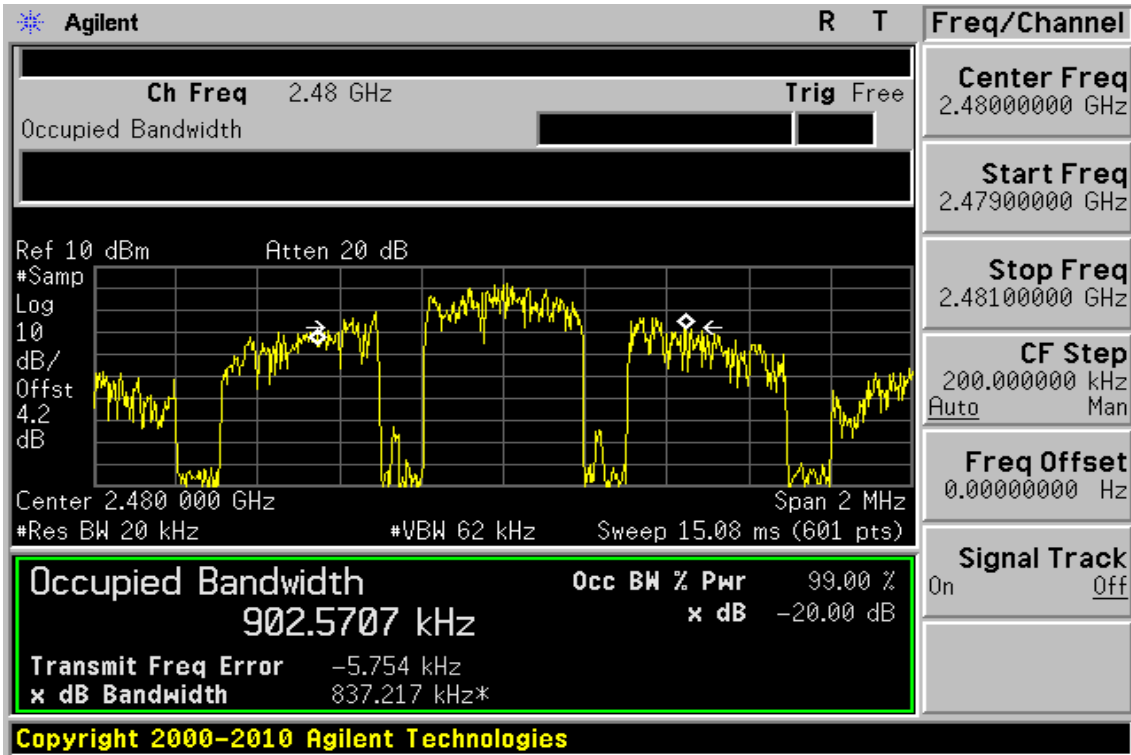 Agilent R T
Ch Freq 2.48 GHz Trig Free
Occupied Bandwidth
Ref 10 dBm Atten 20 dB
#Samp
Log
10
dB/
Offst
4.2
dB
Center 2.480 000 GHz Span 2 MHz
#Res BW 20 kHz #VBW 62 kHz Sweep 15.08 ms (601 pts)
Occupied Bandwidth
902.5707 kHz
Occ BW % Pwr 99.00 %
x dB -20.00 dB
Transmit Freq Error -5.754 kHz
x dB Bandwidth 837.217 kHz*
Copyright 2000-2010 Agilent Technologies
Freq/Channel
Center Freq
2.48000000 GHz
Start Freq
2.47900000 GHz
Stop Freq
2.48100000 GHz
CF Step
200.000000 kHz
Auto Man
Freq Offset
0.00000000 Hz
Signal Track
On Off